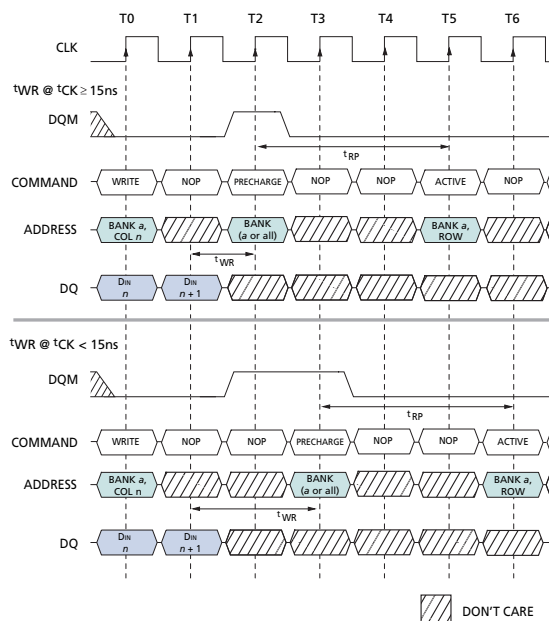 T0 T1 T2 T3 T4 T5 T6
CLK
tWR @ tCK ≥ 15ns
DQM
tRP
COMMAND WRITE NOP PRECHARGE NOP NOP ACTIVE NOP
ADDRESS BANK a, COL n BANK (a or all) BANK a, ROW
tWR
DQ DIN n DIN n + 1
tWR @ tCK < 15ns
DQM
tRP
COMMAND WRITE NOP NOP PRECHARGE NOP NOP ACTIVE
ADDRESS BANK a, COL n BANK (a or all) BANK a, ROW
tWR
DQ DIN n DIN n + 1
DON'T CARE